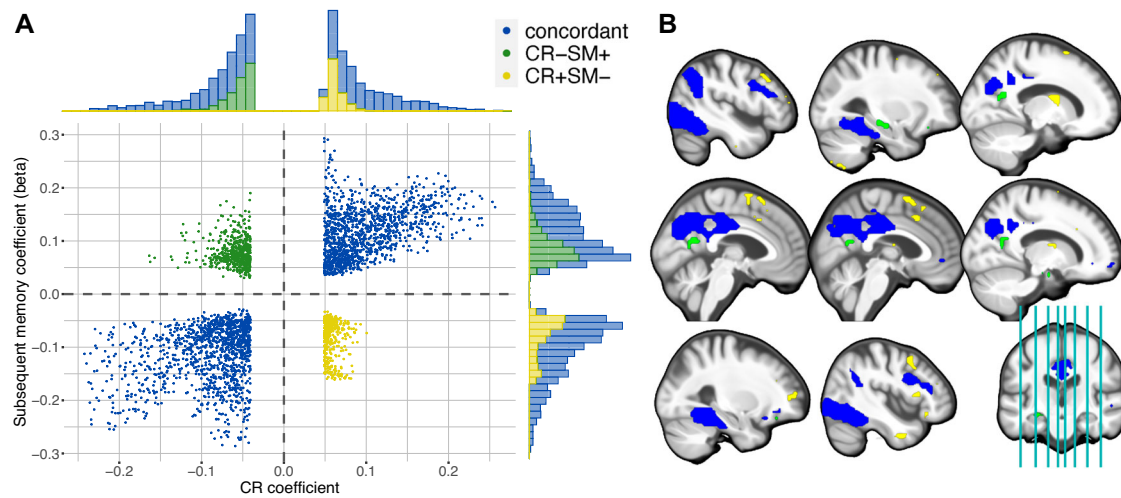 A
B
concordant
CR−SM+
CR+SM−
Subsequent memory coefficient (beta)
0.3
0.2
0.1
0.0
−0.1
−0.2
−0.3
−0.2
−0.1
0.0
0.1
0.2
CR coefficient